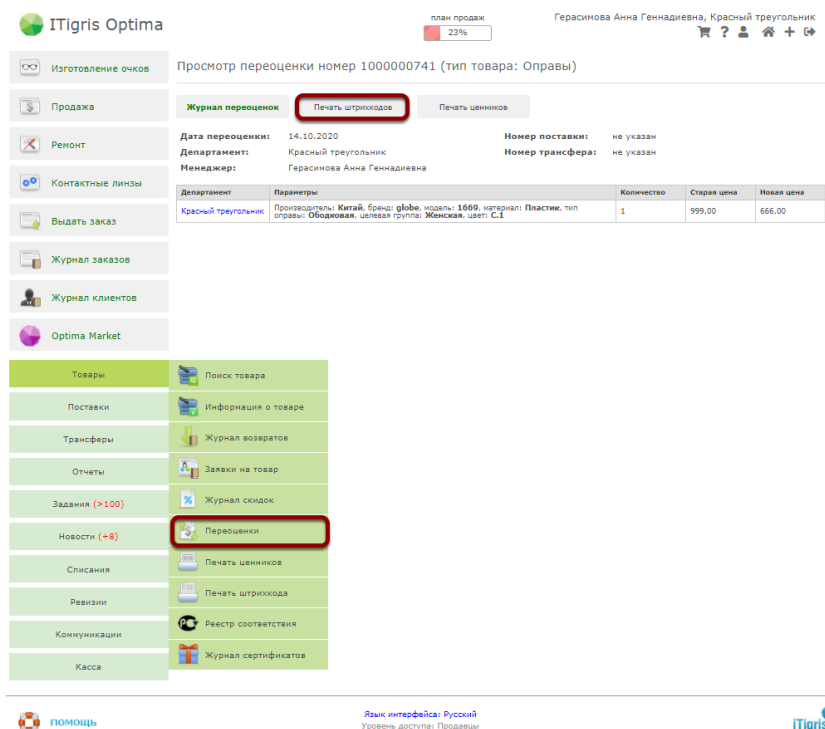 ITigris Optima
план продаж
23%
Герасимова Анна Геннадиевна, Красный треугольник
Изготовление очков
Продажа
Ремонт
Контактные линзы
Выдать заказ
Журнал заказов
Журнал клиентов
Optima Market
Просмотр переоценки номер 1000000741 (тип товара: Оправы)
Журнал переоценок Печать штрихкодов Печать ценников
Дата переоценки: 14.10.2020 Номер поставки: не указан
Департамент: Красный треугольник Номер трансфера: не указан
Менеджер: Герасимова Анна Геннадиевна
Департамент Параметры Количество Старая цена Новая цена
Красный треугольник Производитель: Китай, бренд: globe, модель: 1669, материал: Пластик, тип
оправы: Ободковая, целевая группа: Женская, цвет: C.1 1 999,00 666,00
Товары
Поставки
Трансферы
Отчеты
Задания (>100)
Новости (+8)
Списания
Ревизии
Коммуникации
Касса
Поиск товара
Информация о товаре
Журнал возвратов
Заявки на товар
Журнал скидок
Переоценки
Печать ценников
Печать штрихкода
Реестр соответствия
Журнал сертификатов
ПОМОЩЬ
Язык интерфейса: Русский
Уровень доступа: Продавцы
iTigris